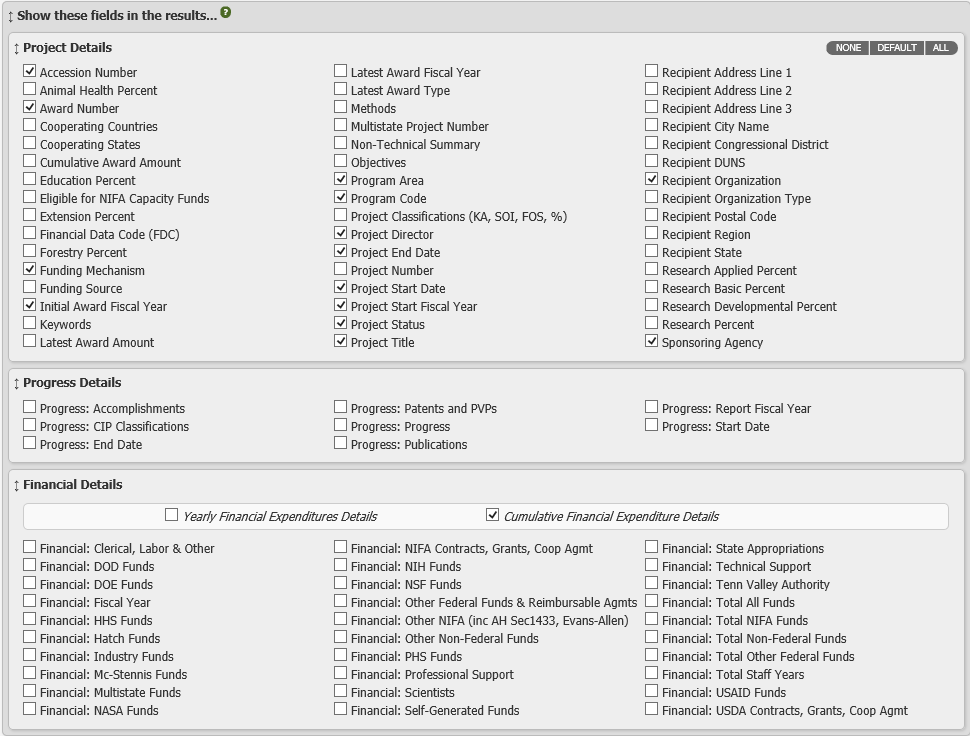 Show these fields in the results... ?
Project Details
NONE DEFAULT ALL
Accession Number
Animal Health Percent
Award Number
Cooperating Countries
Cooperating States
Cumulative Award Amount
Education Percent
Eligible for NIFA Capacity Funds
Extension Percent
Financial Data Code (FDC)
Forestry Percent
Funding Mechanism
Funding Source
Initial Award Fiscal Year
Keywords
Latest Award Amount
Latest Award Fiscal Year
Latest Award Type
Methods
Multistate Project Number
Non-Technical Summary
Objectives
Program Area
Program Code
Project Classifications (KA, SOI, FOS, %)
Project Director
Project End Date
Project Number
Project Start Date
Project Start Fiscal Year
Project Status
Project Title
Recipient Address Line 1
Recipient Address Line 2
Recipient Address Line 3
Recipient City Name
Recipient Congressional District
Recipient DUNS
Recipient Organization
Recipient Organization Type
Recipient Postal Code
Recipient Region
Recipient State
Research Applied Percent
Research Basic Percent
Research Developmental Percent
Research Percent
Sponsoring Agency
Progress Details
Progress: Accomplishments
Progress: CIP Classifications
Progress: End Date
Progress: Patents and PVPs
Progress: Progress
Progress: Publications
Progress: Report Fiscal Year
Progress: Start Date
Financial Details
Yearly Financial Expenditures Details
Cumulative Financial Expenditure Details
Financial: Clerical, Labor & Other
Financial: DOD Funds
Financial: DOE Funds
Financial: Fiscal Year
Financial: HHS Funds
Financial: Hatch Funds
Financial: Industry Funds
Financial: Mc-Stennis Funds
Financial: Multistate Funds
Financial: NASA Funds
Financial: NIFA Contracts, Grants, Coop Agmt
Financial: NIH Funds
Financial: NSF Funds
Financial: Other Federal Funds & Reimbursable Agmts
Financial: Other NIFA (inc AH Sec1433, Evans-Allen)
Financial: Other Non-Federal Funds
Financial: PHS Funds
Financial: Professional Support
Financial: Scientists
Financial: Self-Generated Funds
Financial: State Appropriations
Financial: Technical Support
Financial: Tenn Valley Authority
Financial: Total All Funds
Financial: Total NIFA Funds
Financial: Total Non-Federal Funds
Financial: Total Other Federal Funds
Financial: Total Staff Years
Financial: USAID Funds
Financial: USDA Contracts, Grants, Coop Agmt